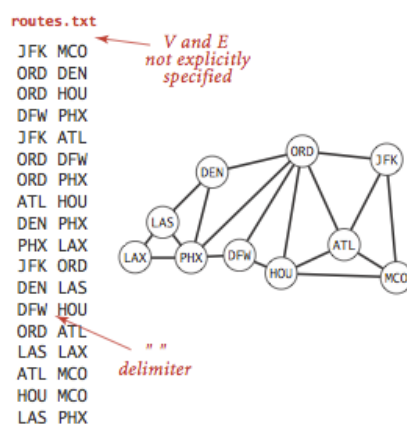 routes.txt
V and E
not explicitly
specified
JFK MCO
ORD DEN
ORD HOU
DFW PHX
JFK ATL
ORD DFW
ORD PHX
ATL HOU
DEN PHX
PHX LAX
JFK ORD
DEN LAS
DFW HOU
ORD ATL
LAS LAX
ATL MCO
HOU MCO
LAS PHX
" "
delimiter
ORD
JFK
DEN
LAS
ATL
LAX
PHX
DFW
HOU
MCO